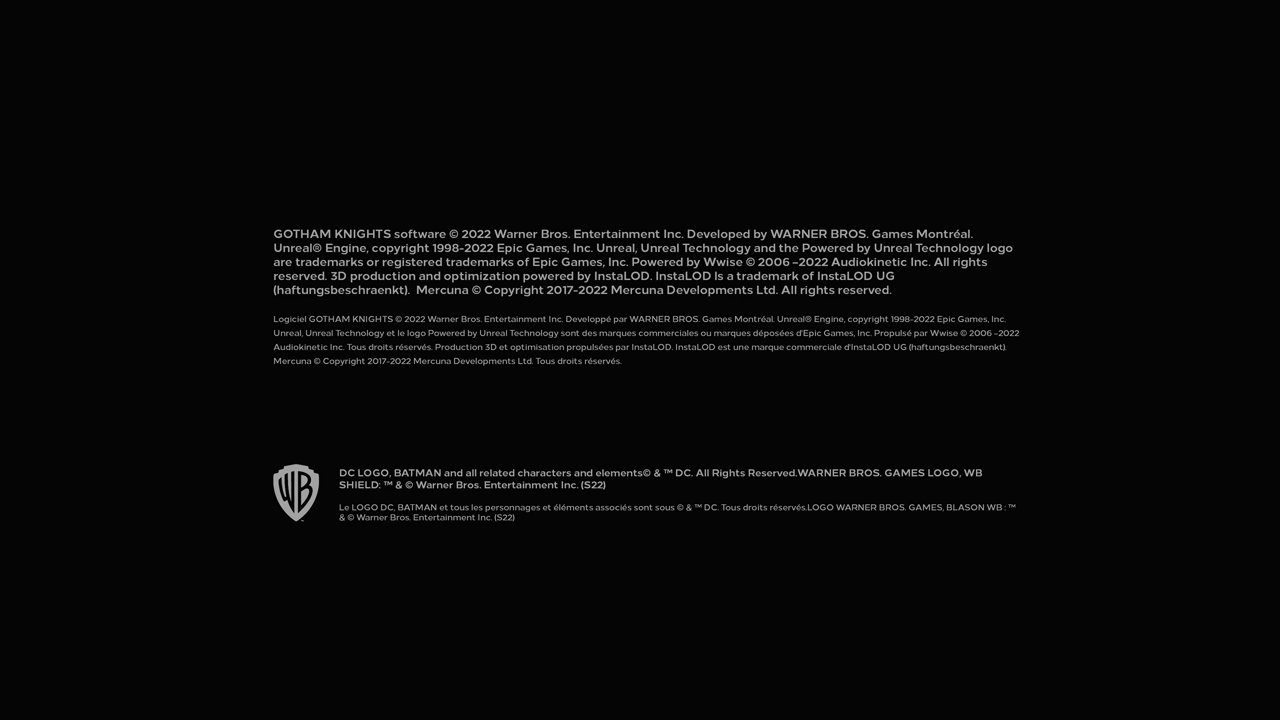 GOTHAM KNIGHTS software © 2022 Warner Bros. Entertainment Inc. Developed by WARNER BROS. Games Montréal.
Unreal® Engine, copyright 1998-2022 Epic Games, Inc. Unreal, Unreal Technology and the Powered by Unreal Technology logo
are trademarks or registered trademarks of Epic Games, Inc. Powered by Wwise © 2006 –2022 Audiokinetic Inc. All rights
reserved. 3D production and optimization powered by InstaLOD. InstaLOD Is a trademark of InstaLOD UG
(haftungsbeschraenkt).  Mercuna © Copyright 2017-2022 Mercuna Developments Ltd. All rights reserved.
Logiciel GOTHAM KNIGHTS © 2022 Warner Bros. Entertainment Inc. Developpé par WARNER BROS. Games Montréal. Unreal® Engine, copyright 1998-2022 Epic Games, Inc.
Unreal, Unreal Technology et le logo Powered by Unreal Technology sont des marques commerciales ou marques déposées d'Epic Games, Inc. Propulsé par Wwise © 2006 –2022
Audiokinetic Inc. Tous droits réservés. Production 3D et optimisation propulsées par InstaLOD. InstaLOD est une marque commerciale d'InstaLOD UG (haftungsbeschraenkt).
Mercuna © Copyright 2017-2022 Mercuna Developments Ltd. Tous droits réservés.
WB
DC LOGO, BATMAN and all related characters and elements© & ™ DC. All Rights Reserved.WARNER BROS. GAMES LOGO, WB
SHIELD: ™ & © Warner Bros. Entertainment Inc. (S22)
Le LOGO DC, BATMAN et tous les personnages et éléments associés sont sous © & ™ DC. Tous droits réservés.LOGO WARNER BROS. GAMES, BLASON WB : ™
& © Warner Bros. Entertainment Inc. (S22)